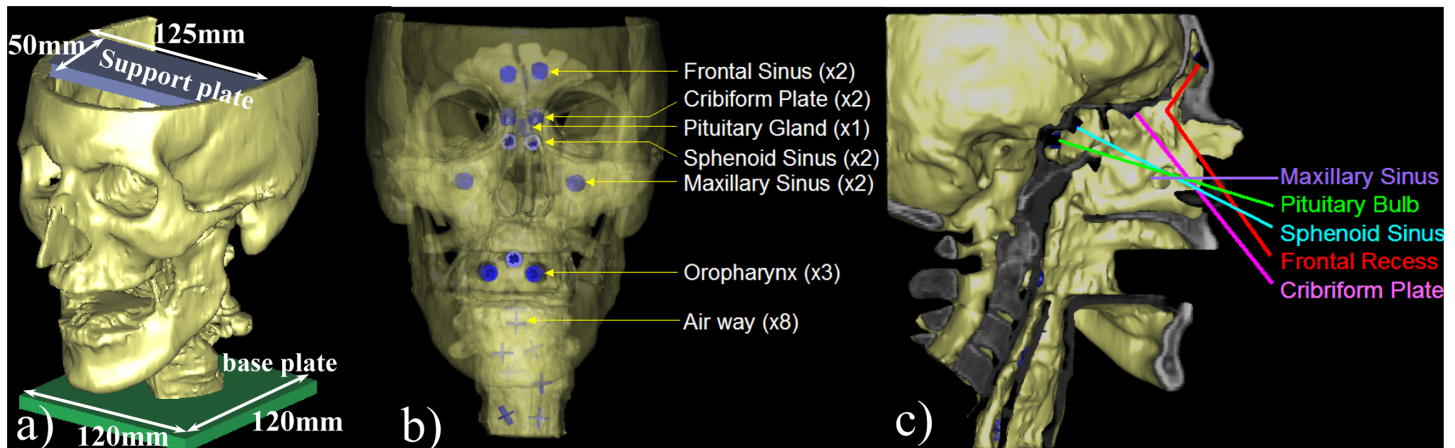 50mm
125mm
Support plate
base plate
120mm
120mm
a)
Frontal Sinus (x2)
Cribiform Plate (x2)
Pituitary Gland (x1)
Sphenoid Sinus (x2)
Maxillary Sinus (x2)
Oropharynx (x3)
Air way (x8)
b)
Maxillary Sinus
Pituitary Bulb
Sphenoid Sinus
Frontal Recess
Cribriform Plate
c)